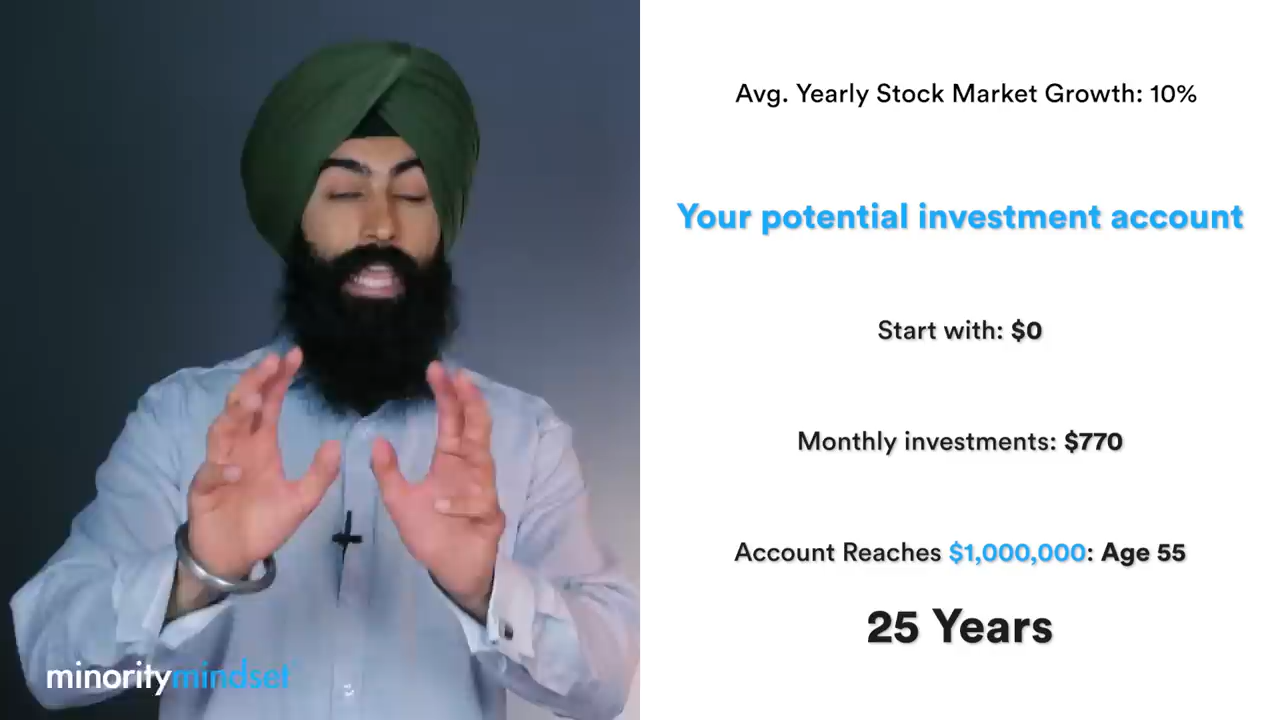 Avg. Yearly Stock Market Growth: 10%
Your potential investment account
Start with: $0
Monthly investments: $770
Account Reaches $1,000,000: Age 55
25 Years
minoritymindset